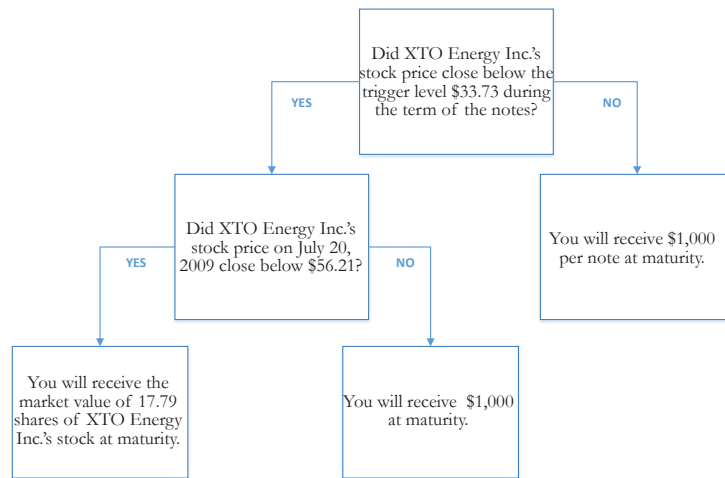 Did XTO Energy Inc.'s
stock price close below the
trigger level $33.73 during
the term of the notes?
YES
NO
Did XTO Energy Inc.'s
stock price on July 20,
2009 close below $56.21?
You will receive $1,000
per note at maturity.
YES
NO
You will receive the
market value of 17.79
shares of XTO Energy
Inc.'s stock at maturity.
You will receive $1,000
at maturity.